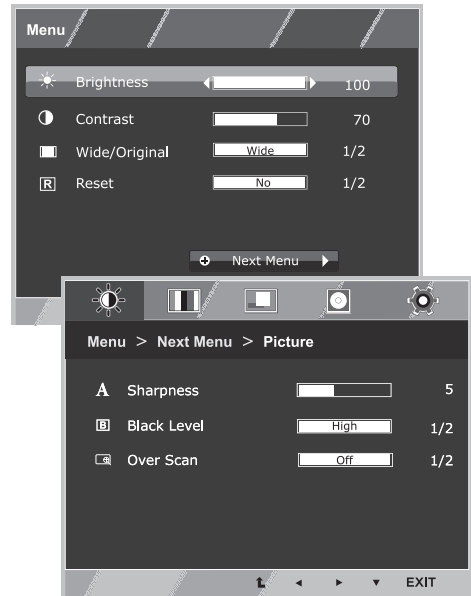 Menu
Brightness 100
Contrast 70
Wide/Original Wide 1/2
R Reset No 1/2
Next Menu
Menu > Next Menu > Picture
A Sharpness 5
B Black Level High 1/2
Over Scan Off 1/2
EXIT